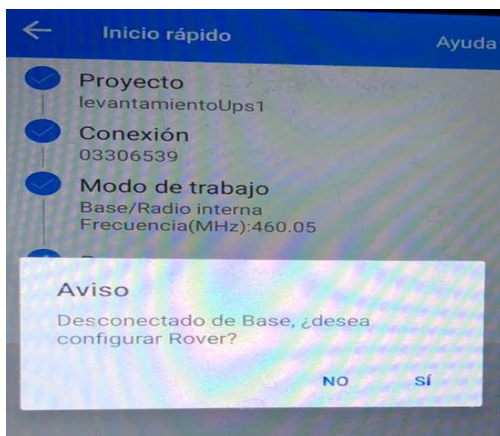 Inicio rápido
Ayuda
Proyecto
levantamientoUps1
Conexión
03306539
Modo de trabajo
Base/Radio interna
Frecuencia(MHz):460.05
Aviso
Desconectado de Base, ¿desea
configurar Rover?
NO SÍ